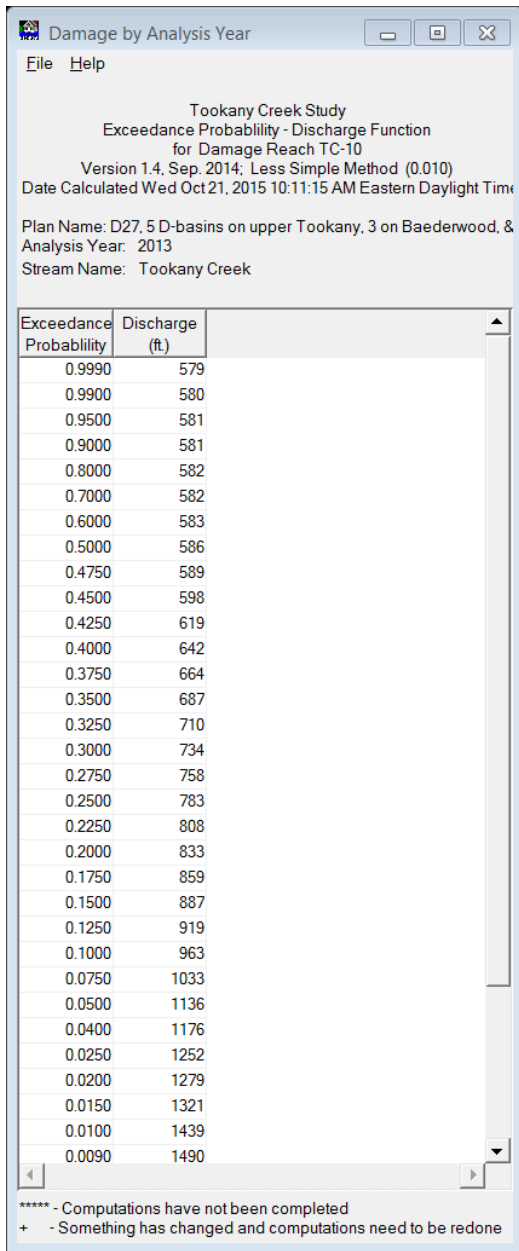 Damage by Analysis Year
File Help
Tookany Creek Study
Exceedance Probablility - Discharge Function
for Damage Reach TC-10
Version 1.4, Sep. 2014; Less Simple Method (0.010)
Date Calculated Wed Oct 21, 2015 10:11:15 AM Eastern Daylight Time
Plan Name: D27, 5 D-basins on upper Tookany, 3 on Baederwood, &
Analysis Year: 2013
Stream Name: Tookany Creek
Exceedance Discharge
Probablility (ft.)
0.9990 579
0.9900 580
0.9500 581
0.9000 581
0.8000 582
0.7000 582
0.6000 583
0.5000 586
0.4750 589
0.4500 598
0.4250 619
0.4000 642
0.3750 664
0.3500 687
0.3250 710
0.3000 734
0.2750 758
0.2500 783
0.2250 808
0.2000 833
0.1750 859
0.1500 887
0.1250 919
0.1000 963
0.0750 1033
0.0500 1136
0.0400 1176
0.0250 1252
0.0200 1279
0.0150 1321
0.0100 1439
0.0090 1490
***** - Computations have not been completed
+ - Something has changed and computations need to be redone